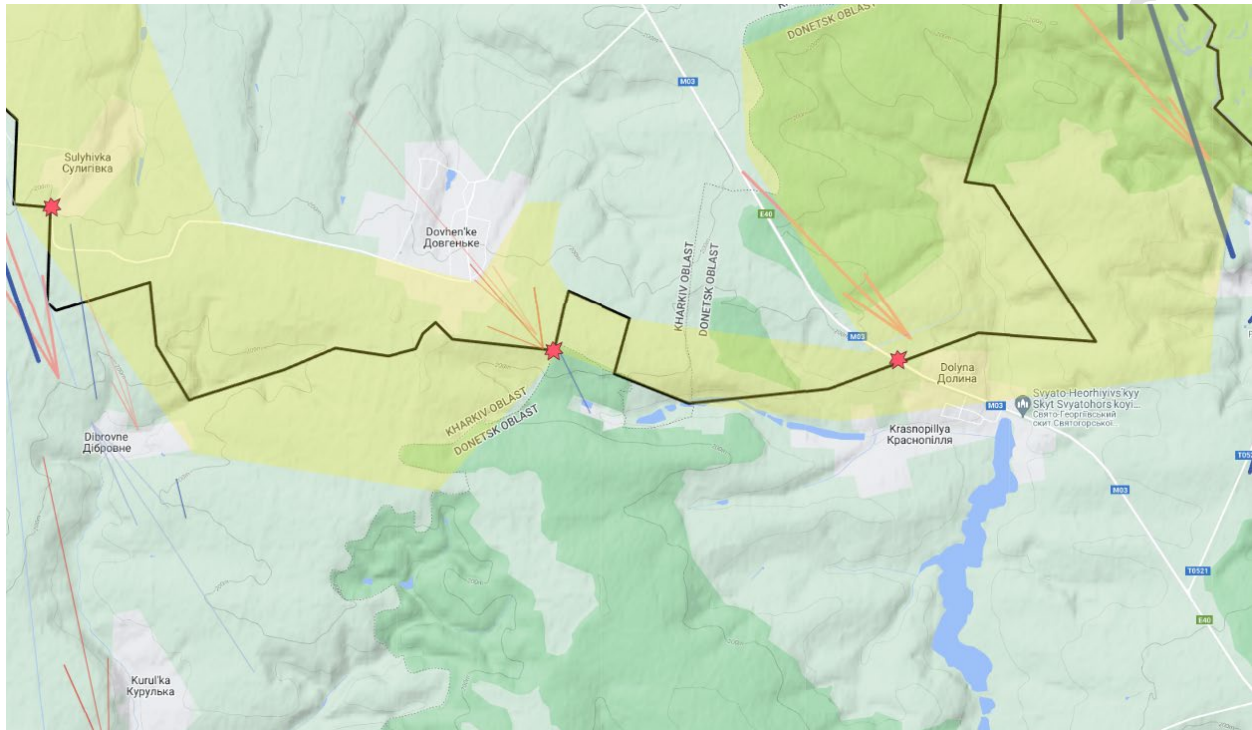 DONETSK OBLAST
M03
Sulyhivka
Сулигівка
E40
Dovhen'ke
Довгеньке
KHARKIV OBLAST
DONETSK OBLAST
M03
Dolyna
Долина
Svyato-Heorhiyivs'kyy
Skyt Svyatohors'koyi...
Свято-Георгіївський
скит Святогорської
M03
KHARKIV OBLAST
DONETSK OBLAST
Krasnopillya
Краснопілля
Dibrovne
Дібровне
M03
T0521
E40
Kurul'ka
Курулька